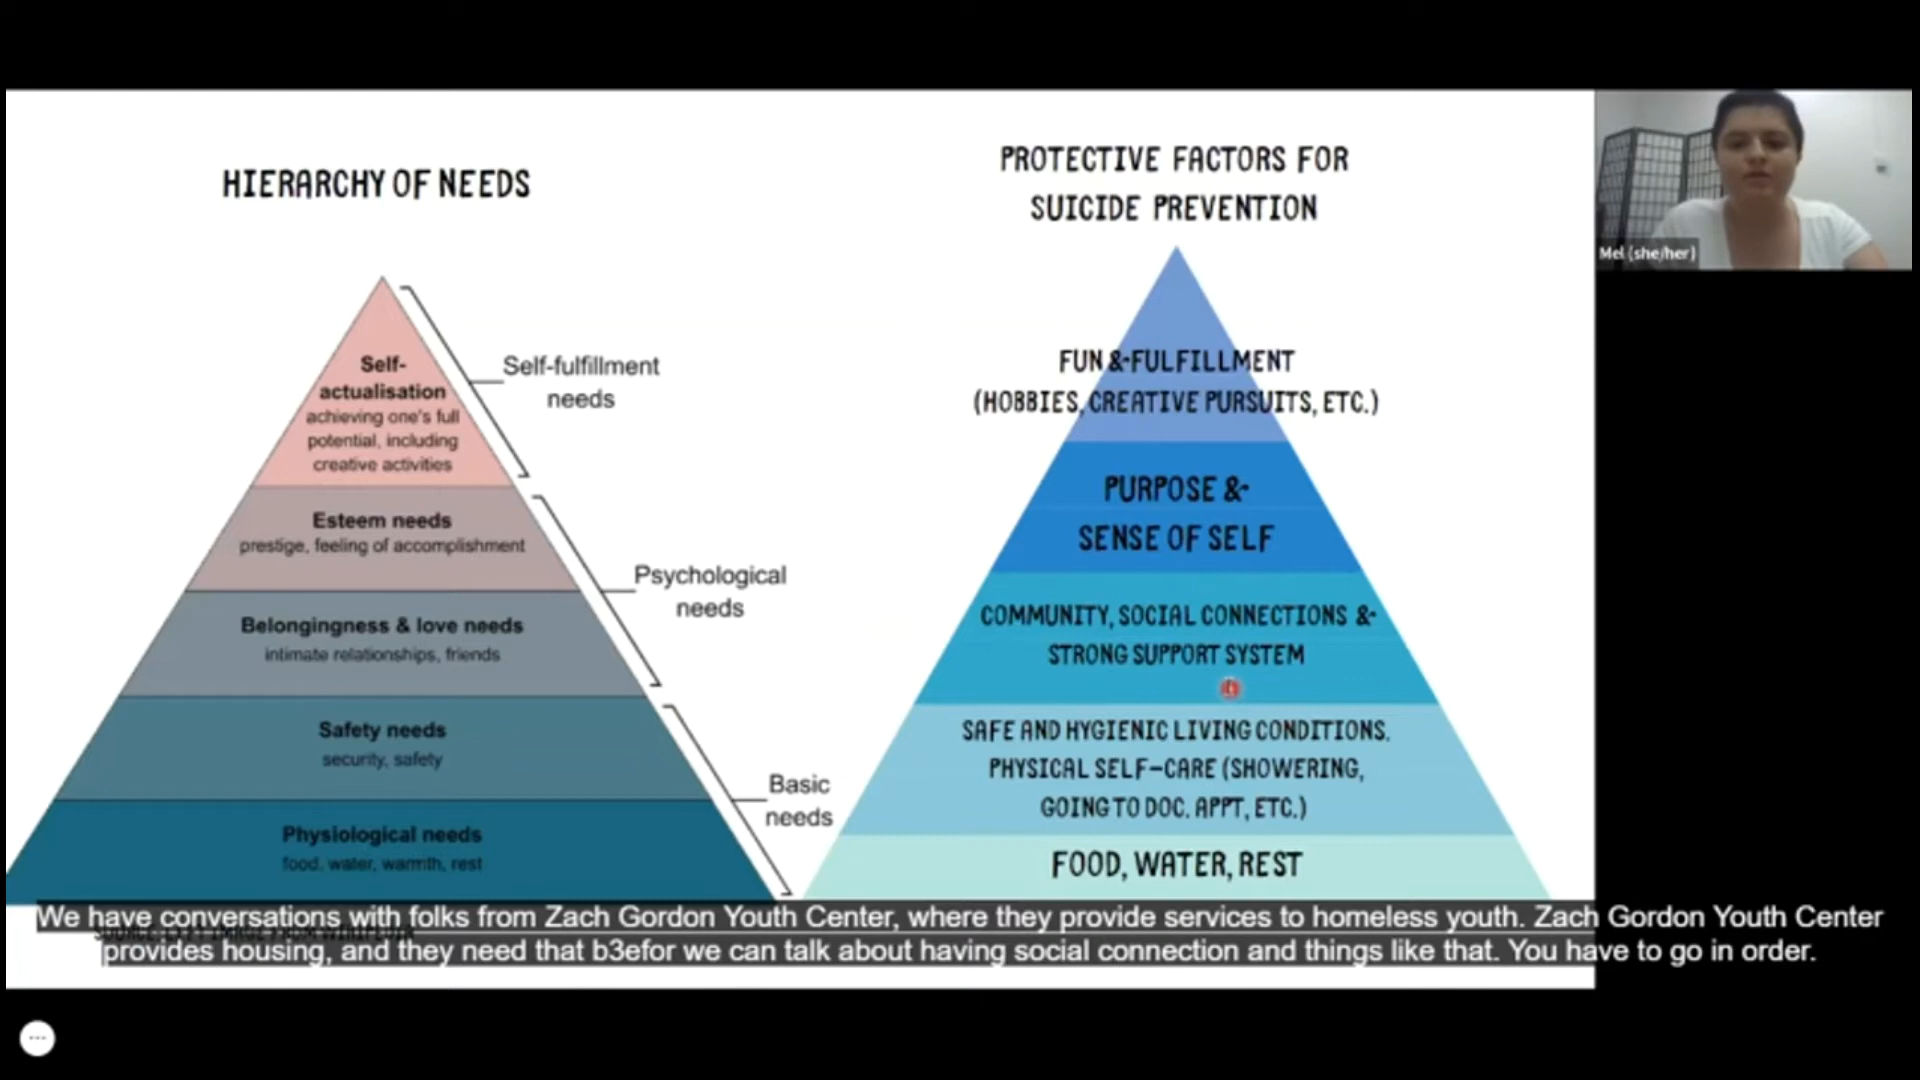 HIERARCHY OF NEEDS
Self-
actualisation
achieving one's full
potential, including
creative activities
Esteem needs
prestige, feeling of accomplishment
Belongingness & love needs
intimate relationships, friends
Safety needs
security, safety
Physiological needs
food, water, warmth, rest
Self-fulfillment
needs
Psychological
needs
Basic
needs
PROTECTIVE FACTORS FOR
SUICIDE PREVENTION
FUN & FULFILLMENT
(HOBBIES, CREATIVE PURSUITS, ETC.)
PURPOSE &
SENSE OF SELF
COMMUNITY, SOCIAL CONNECTIONS &
STRONG SUPPORT SYSTEM
SAFE AND HYGIENIC LIVING CONDITIONS,
PHYSICAL SELF-CARE (SHOWERING,
GOING TO DOC. APPT, ETC.)
FOOD, WATER, REST
Mel (she/her)
SOURCE: LEFT IMAGE FROM WIKIPEDIA
We have conversations with folks from Zach Gordon Youth Center, where they provide services to homeless youth. Zach Gordon Youth Center
provides housing, and they need that b3efor we can talk about having social connection and things like that. You have to go in order.